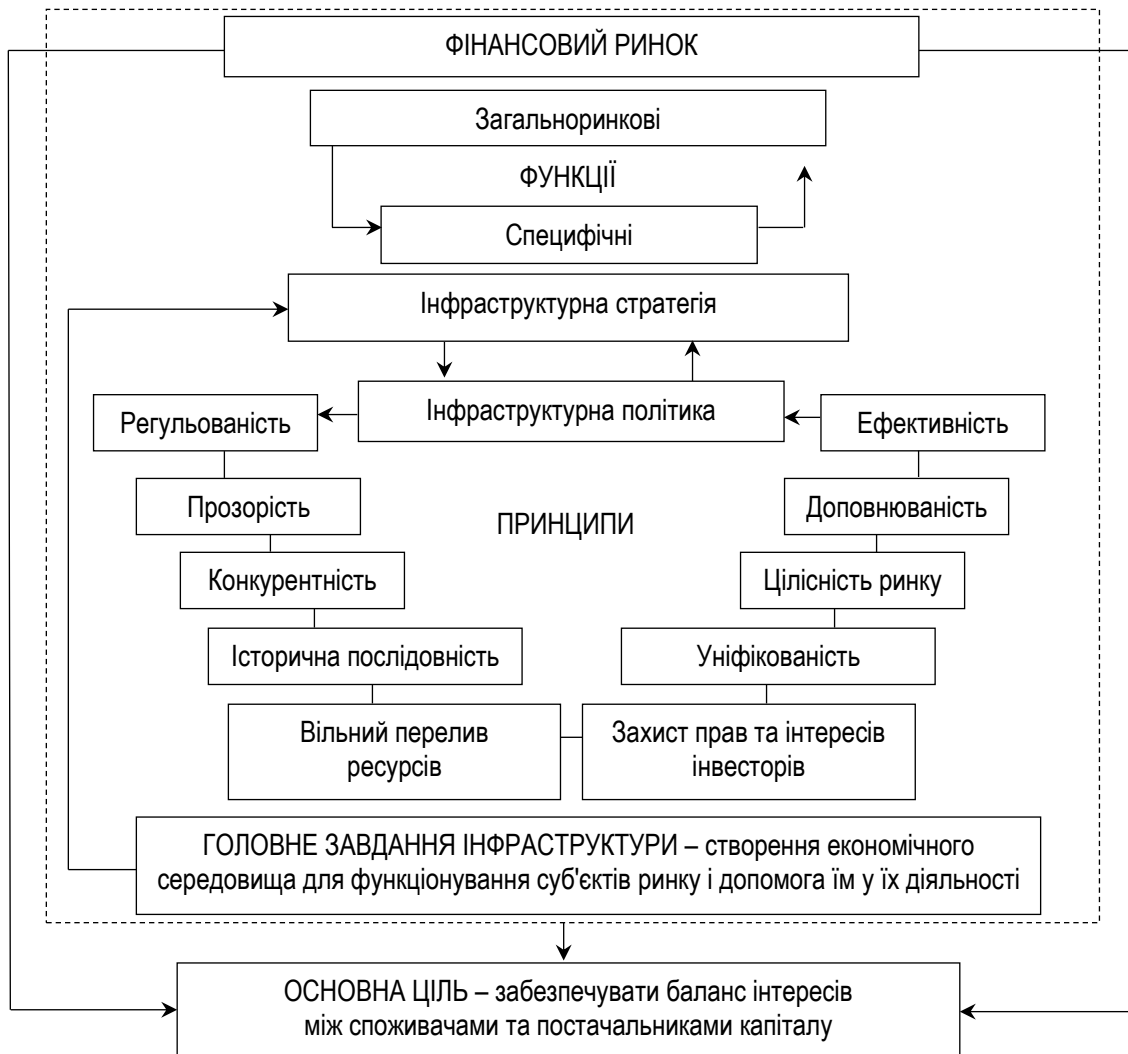 ФІНАНСОВИЙ РИНОК
Загальноринкові
ФУНКЦІЇ
Специфічні
Інфраструктурна стратегія
Інфраструктурна політика
Регульованість
Ефективність
Прозорість
Доповнюваність
ПРИНЦИПИ
Конкурентність
Цілісність ринку
Історична послідовність
Уніфікованість
Вільний перелив
ресурсів
Захист прав та інтересів
інвесторів
ГОЛОВНЕ ЗАВДАННЯ ІНФРАСТРУКТУРИ – створення економічного
середовища для функціонування суб'єктів ринку і допомога їм у їх діяльності
ОСНОВНА ЦІЛЬ – забезпечувати баланс інтересів
між споживачами та постачальниками капіталу